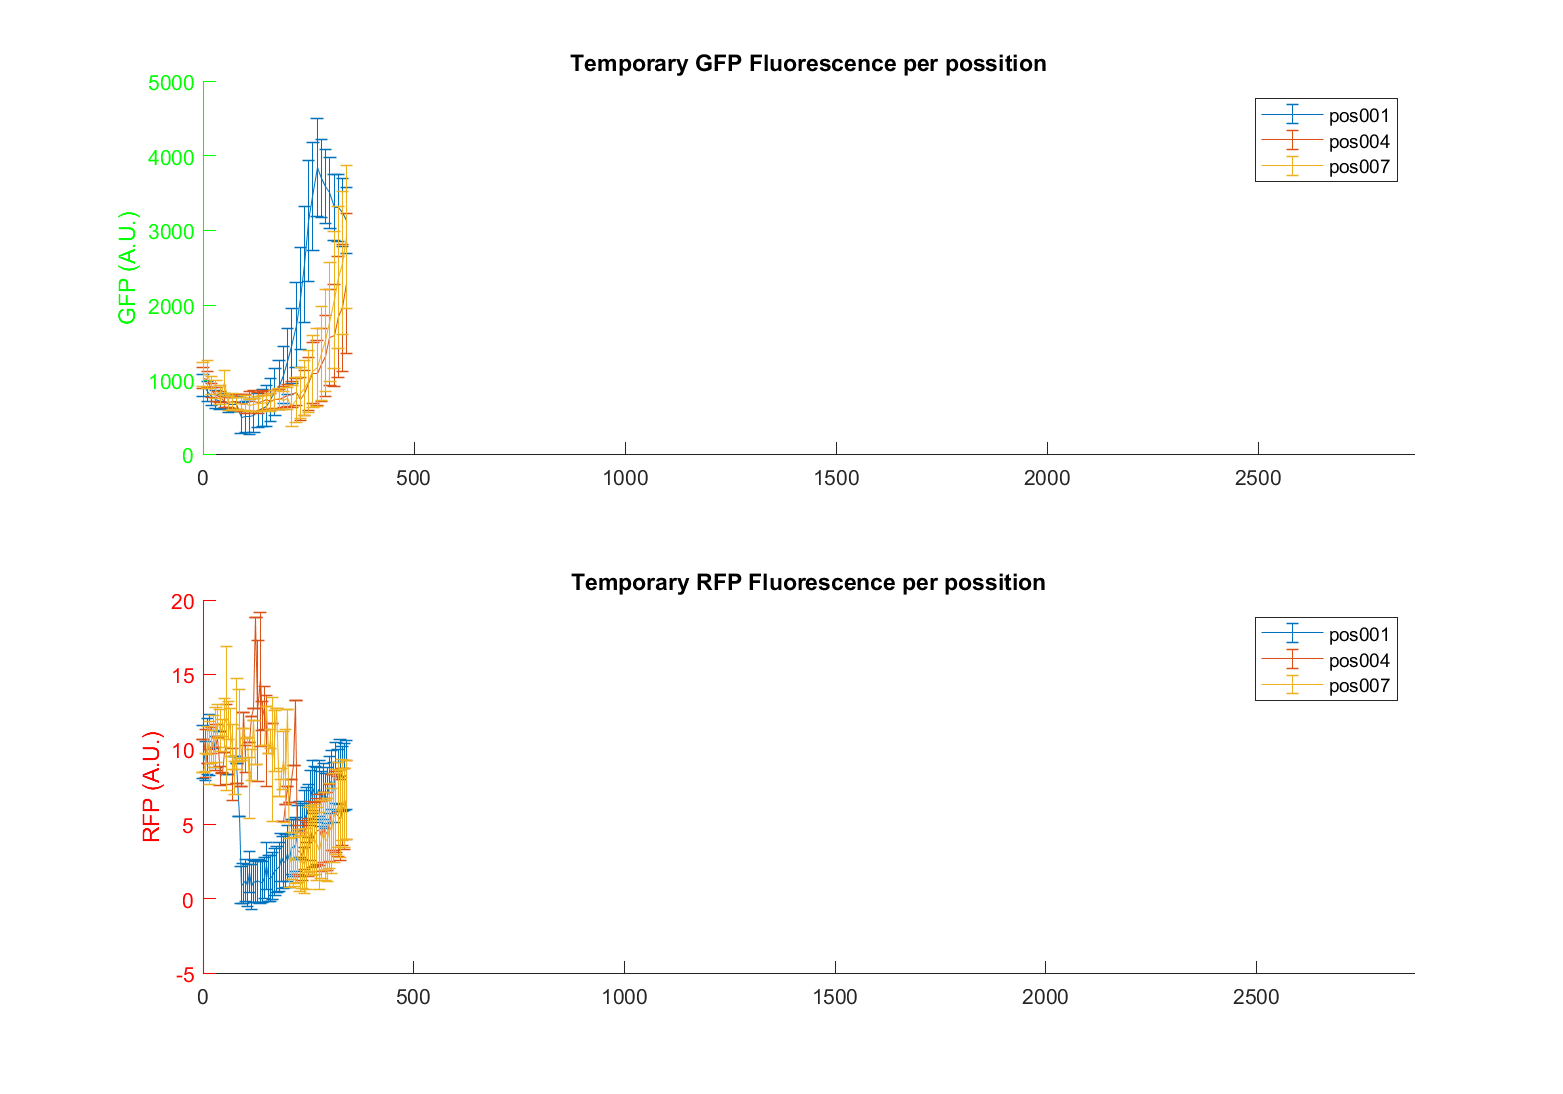 Temporary GFP Fluorescence per possition
5000
4000
3000
2000
1000
0
GFP (A.U.)
0 500 1000 1500 2000 2500
pos001
pos004
pos007
Temporary RFP Fluorescence per possition
20
15
10
5
0
-5
RFP (A.U.)
0 500 1000 1500 2000 2500
pos001
pos004
pos007